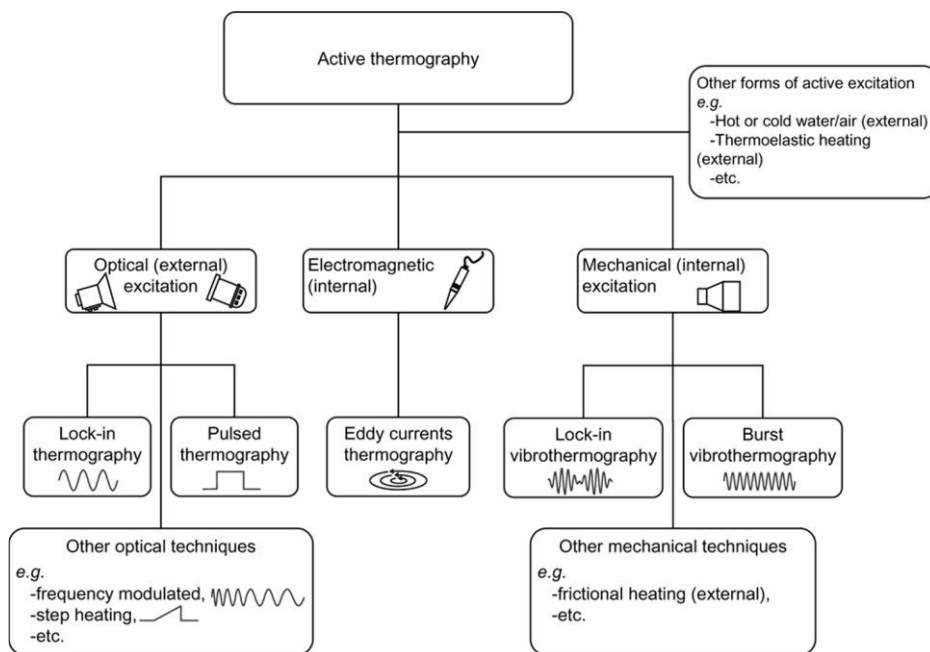 Active thermography
Other forms of active excitation
e.g.
-Hot or cold water/air (external)
-Thermoelastic heating
(external)
-etc.
Optical (external)
excitation
Electromagnetic
(internal)
Mechanical (internal)
excitation
Lock-in
thermography
Pulsed
thermography
Eddy currents
thermography
Lock-in
vibrothermography
Burst
vibrothermography
Other optical techniques
e.g.
-frequency modulated,
-step heating,
-etc.
Other mechanical techniques
e.g.
-frictional heating (external),
-etc.